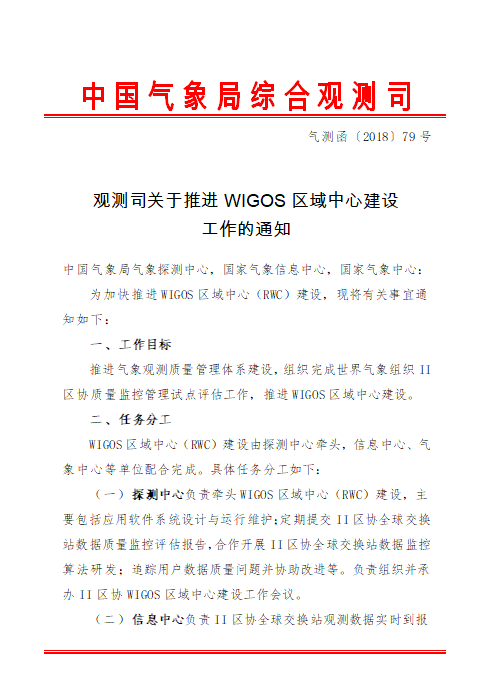 中国气象局综合观测司
气测函〔2018〕79号
观测司关于推进 WIGOS 区域中心建设
工作的通知
中国气象局气象探测中心，国家气象信息中心，国家气象中心：
为加快推进WIGOS区域中心（RWC）建设，现将有关事宜通
知如下：
一、工作目标
推进气象观测质量管理体系建设，组织完成世界气象组织 II
区协质量监控管理试点评估工作，推进WIGOS区域中心建设。
二、任务分工
WIGOS区域中心（RWC）建设由探测中心牵头，信息中心、气
象中心等单位配合完成。具体任务分工如下：
（一）探测中心负责牵头WIGOS区域中心（RWC）建设，主
要包括应用软件系统设计与运行维护；定期提交 II区协全球交换
站数据质量监控评估报告，合作开展 II区协全球交换站数据监控
算法研发；追踪用户数据质量问题并协助改进等。负责组织并承
办 II区协 WIGOS区域中心建设工作会议。
（二）信息中心负责 II区协全球交换站观测数据实时到报